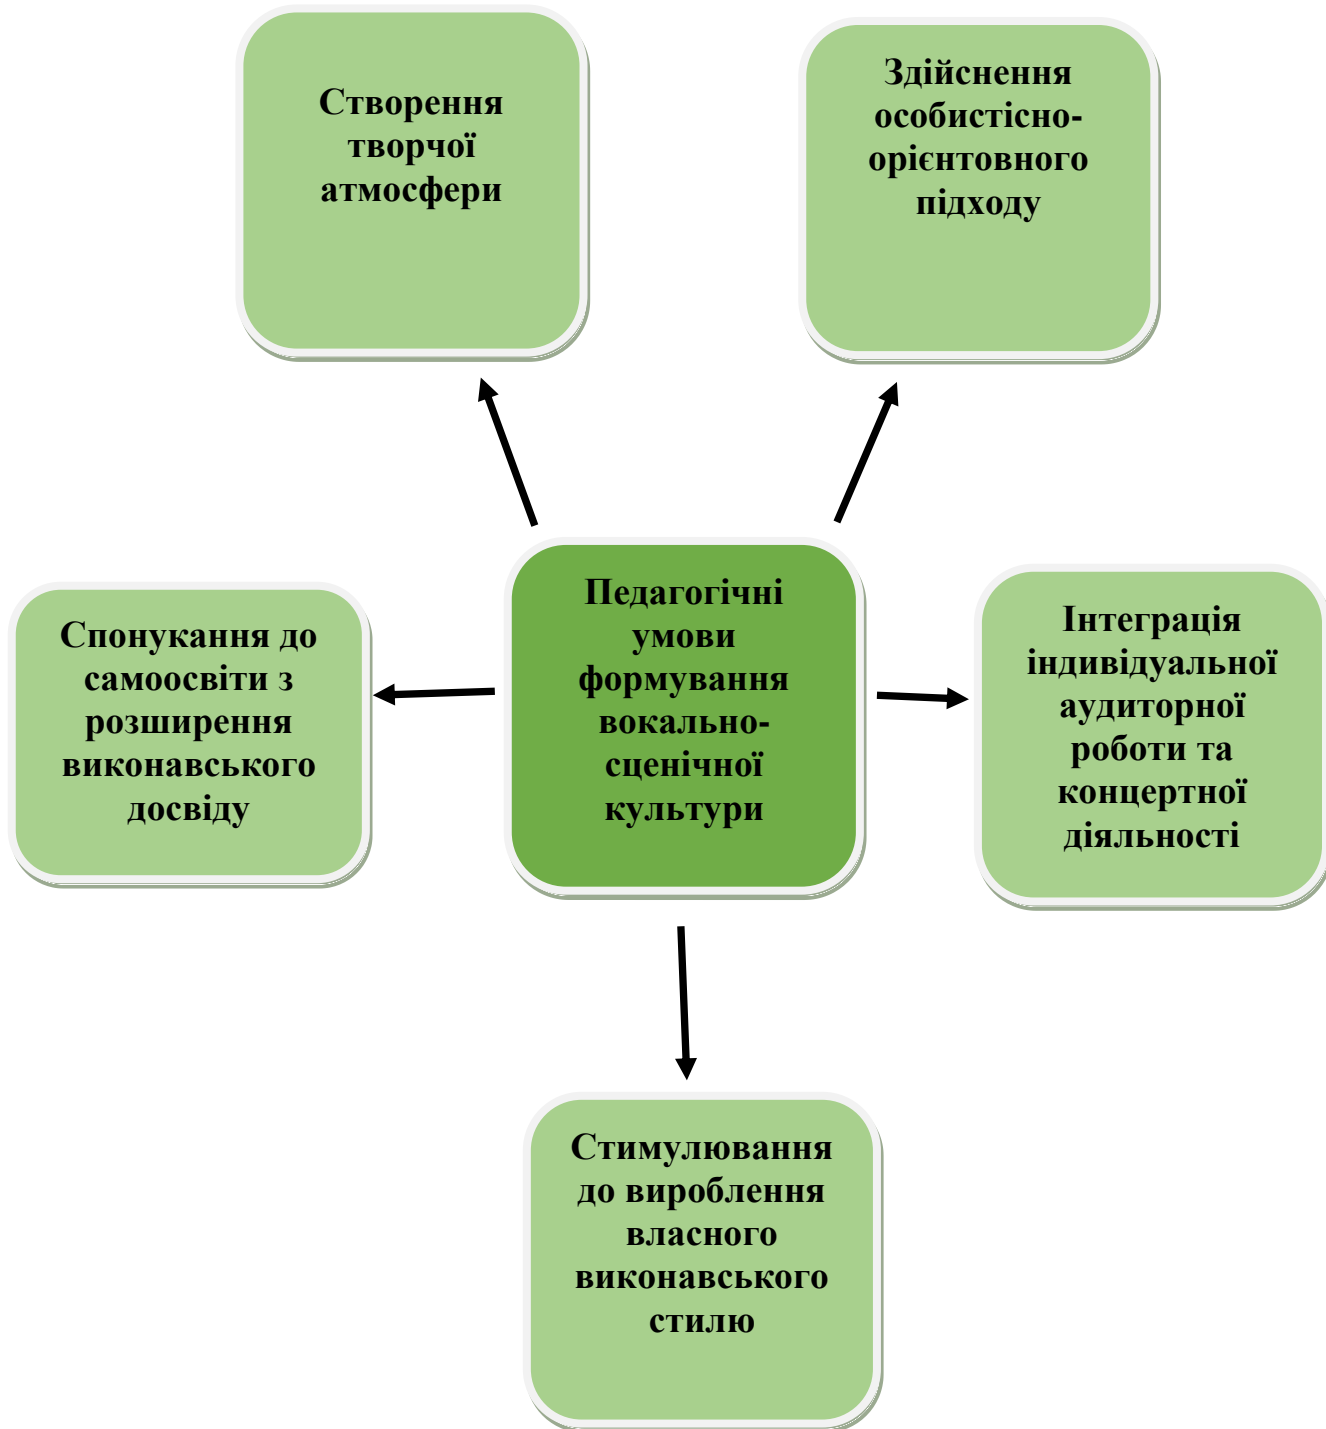 Створення
творчої
атмосфери
Здійснення
особистісно-
орієнтовного
підходу
Спонукання до
самоосвіти з
розширення
виконавського
досвіду
Педагогічні
умови
формування
вокально-
сценічної
культури
Інтеграція
індивідуальної
аудиторної
роботи та
концертної
діяльності
Стимулювання
до вироблення
власного
виконавського
стилю